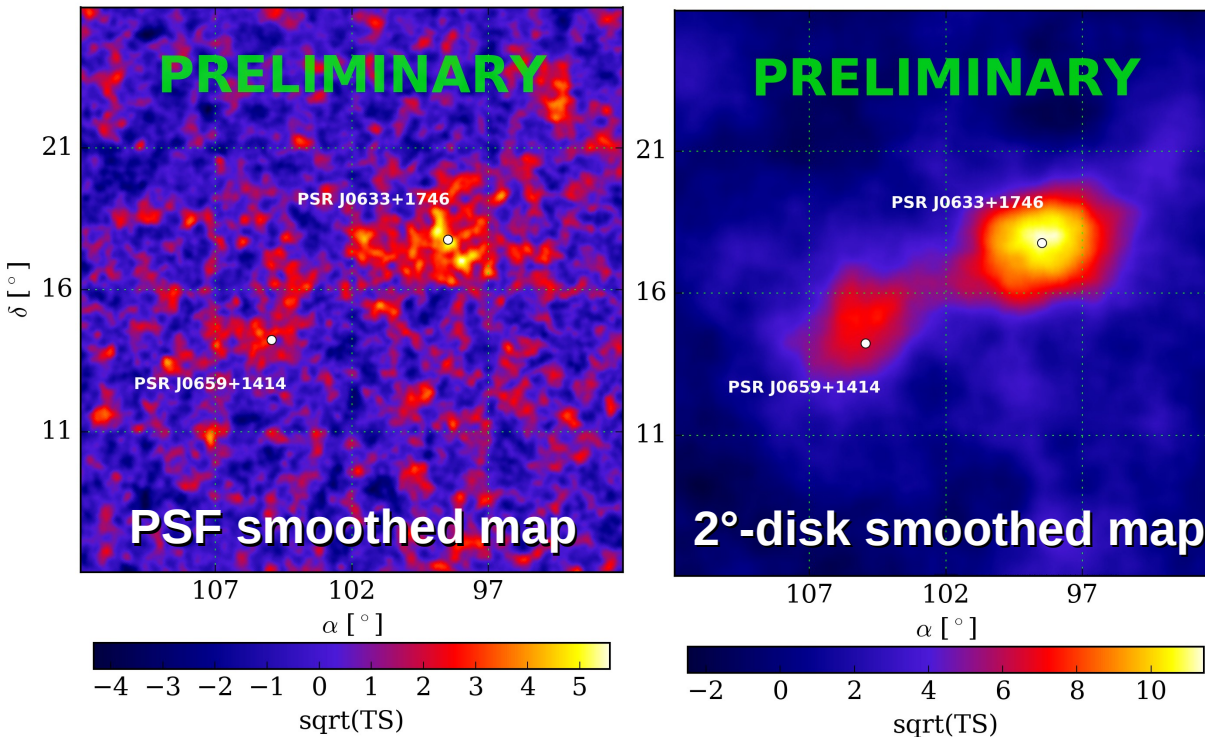 PRELIMINARY
PSR J0633+1746
PSR J0659+1414
PSF smoothed map
21
16
11
δ [°]
107 102 97
α [°]
−4 −3 −2 −1 0 1 2 3 4 5
sqrt(TS)
PRELIMINARY
PSR J0633+1746
PSR J0659+1414
2°-disk smoothed map
21
16
11
107 102 97
α [°]
−2 0 2 4 6 8 10
sqrt(TS)